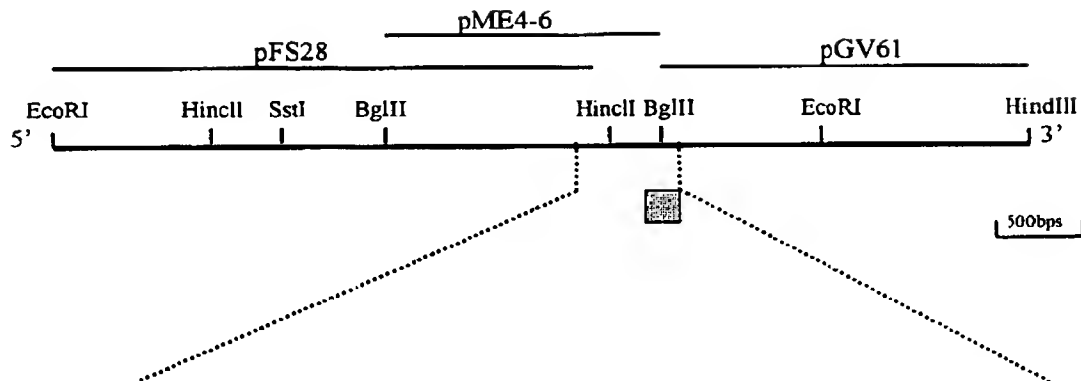 pME4-6
pFS28
pGV61
EcoRI HincII SstI BglII HincII BglII EcoRI HindIII
5' 3'
500bps